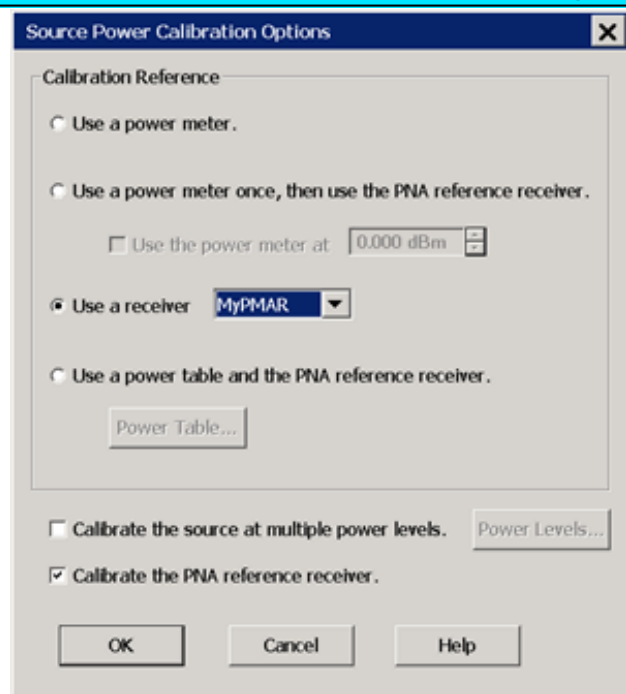 Source Power Calibration Options
Calibration Reference
Use a power meter.
Use a power meter once, then use the PNA reference receiver.
Use the power meter at 0.000 dBm
Use a receiver MyPMAR
Use a power table and the PNA reference receiver.
Power Table...
Calibrate the source at multiple power levels. Power Levels...
Calibrate the PNA reference receiver.
OK Cancel Help